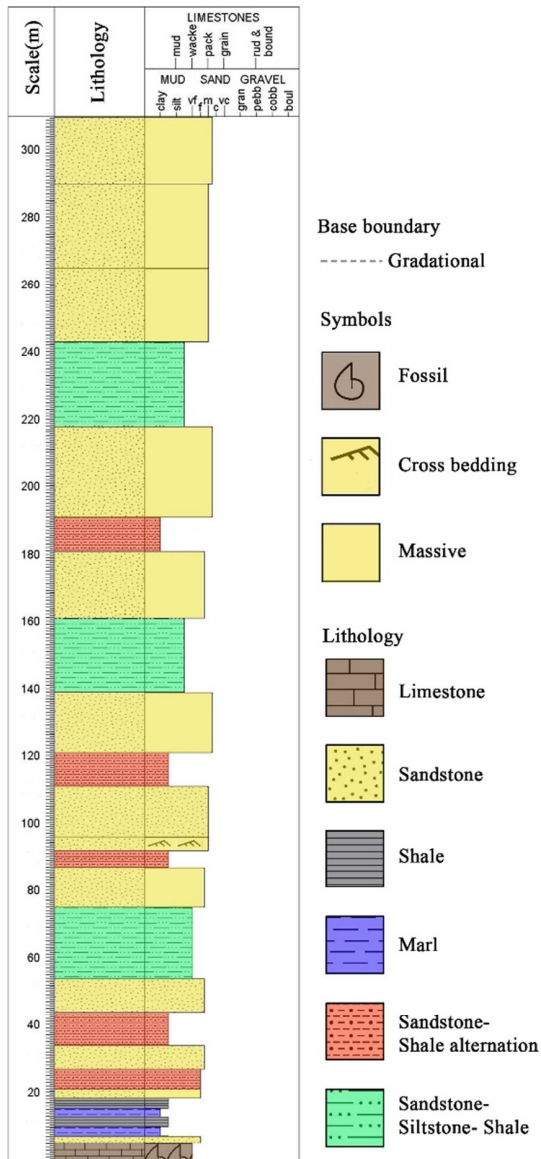 Scale(m)
Lithology
LIMESTONES
mud
wacke
pack
grain
rud &
bound
MUD SAND GRAVEL
clay
silt
vf
f
m
c
vc
gran
pebb
cobb
boul
300
280
260
240
220
200
180
160
140
120
100
80
60
40
20
Base boundary
Gradational
Symbols
Fossil
Cross bedding
Massive
Lithology
Limestone
Sandstone
Shale
Marl
Sandstone-
Shale alternation
Sandstone-
Siltstone- Shale